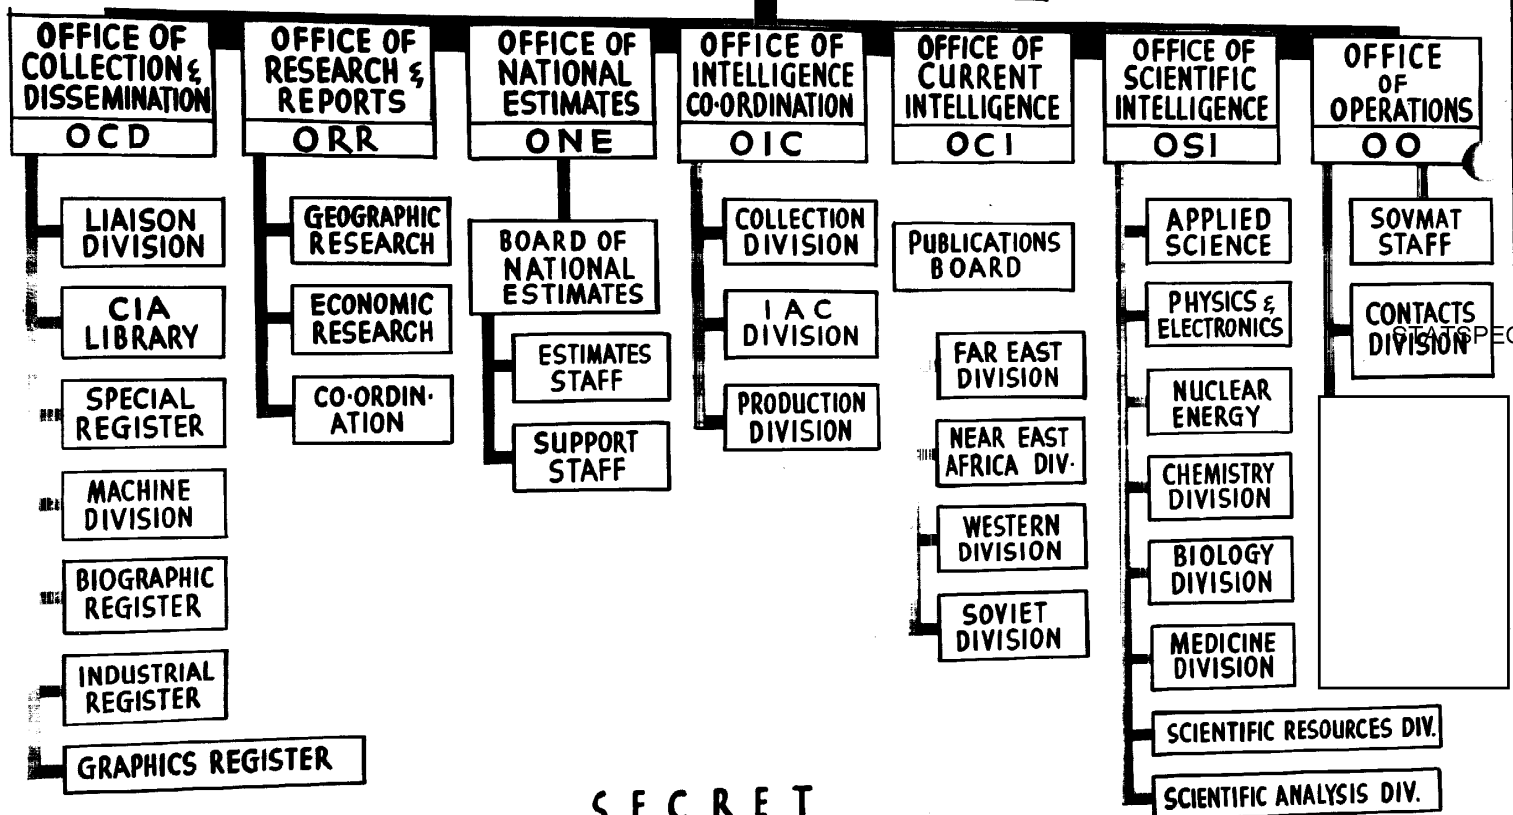 OFFICE OF
COLLECTION &
DISSEMINATION
OCD
LIAISON
DIVISION
CIA
LIBRARY
SPECIAL
REGISTER
MACHINE
DIVISION
BIOGRAPHIC
REGISTER
INDUSTRIAL
REGISTER
GRAPHICS REGISTER
OFFICE OF
RESEARCH &
REPORTS
ORR
GEOGRAPHIC
RESEARCH
ECONOMIC
RESEARCH
CO·ORDIN·
ATION
OFFICE OF
NATIONAL
ESTIMATES
ONE
BOARD OF
NATIONAL
ESTIMATES
ESTIMATES
STAFF
SUPPORT
STAFF
OFFICE OF
INTELLIGENCE
CO·ORDINATION
OIC
COLLECTION
DIVISION
IAC
DIVISION
PRODUCTION
DIVISION
OFFICE OF
CURRENT
INTELLIGENCE
OCI
PUBLICATIONS
BOARD
FAR EAST
DIVISION
NEAR EAST
AFRICA DIV.
WESTERN
DIVISION
SOVIET
DIVISION
OFFICE OF
SCIENTIFIC
INTELLIGENCE
OSI
APPLIED
SCIENCE
PHYSICS &
ELECTRONICS
NUCLEAR
ENERGY
CHEMISTRY
DIVISION
BIOLOGY
DIVISION
MEDICINE
DIVISION
SCIENTIFIC RESOURCES DIV.
SCIENTIFIC ANALYSIS DIV.
OFFICE
OF
OPERATIONS
OO
SOVMAT
STAFF
CONTACTS
DIVISION
STATSPEC
SECRET